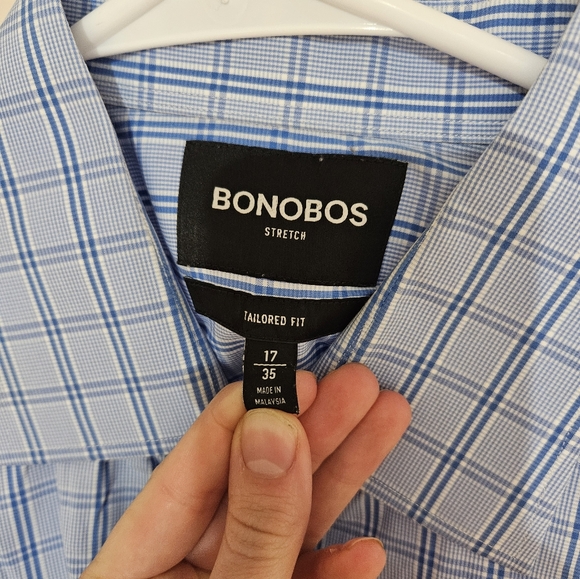 BONOBOS
STRETCH
TAILORED FIT
17
35
MADE IN
MALAYSIA